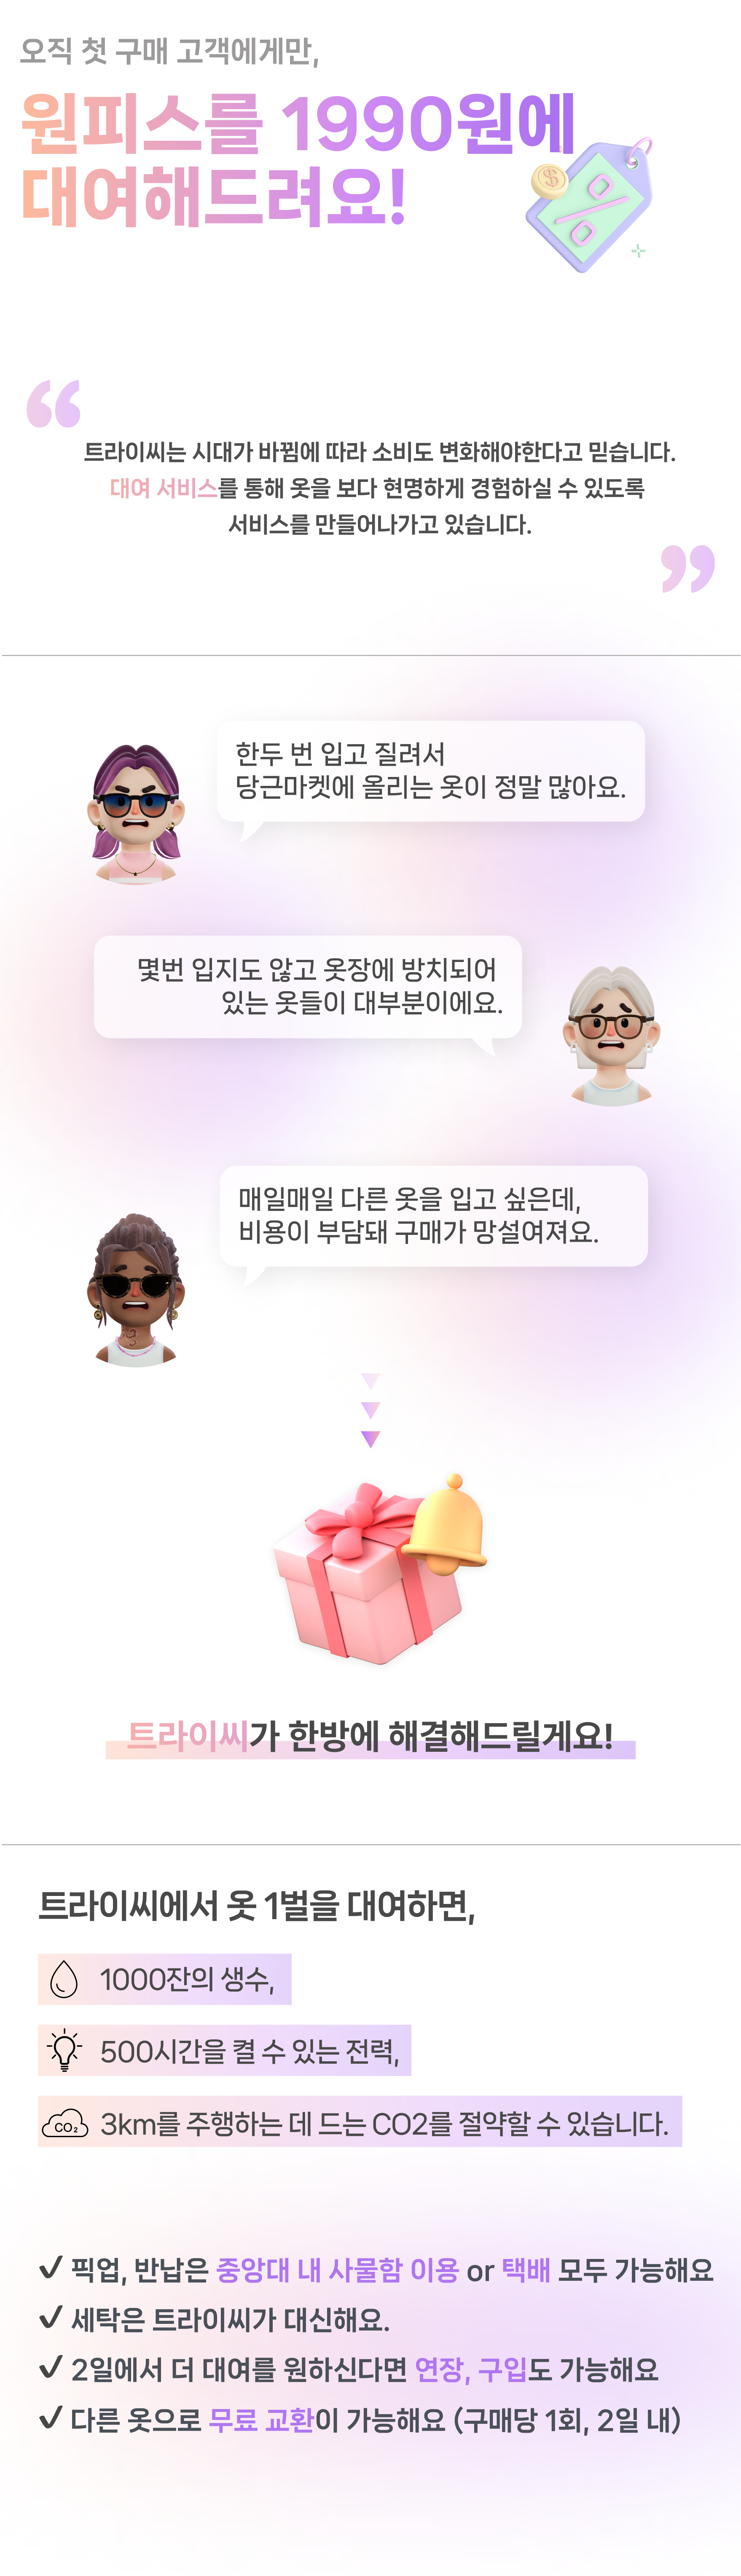 오직 첫 구매 고객에게만,
원피스를 1990원에
대여해드려요!
$
%
트라이씨는 시대가 바뀜에 따라 소비도 변화해야한다고 믿습니다.
대여 서비스를 통해 옷을 보다 현명하게 경험하실 수 있도록
서비스를 만들어나가고 있습니다.
한두 번 입고 질려서
당근마켓에 올리는 옷이 정말 많아요.
몇번 입지도 않고 옷장에 방치되어
있는 옷들이 대부분이에요.
매일매일 다른 옷을 입고 싶은데,
비용이 부담돼 구매가 망설여져요.
트라이씨가 한방에 해결해드릴게요!
트라이씨에서 옷 1벌을 대여하면,
1000잔의 생수,
500시간을 켤 수 있는 전력,
CO2 3km를 주행하는 데 드는 CO2를 절약할 수 있습니다.
픽업, 반납은 중앙대 내 사물함 이용 or 택배 모두 가능해요
세탁은 트라이씨가 대신해요.
2일에서 더 대여를 원하신다면 연장, 구입도 가능해요
다른 옷으로 무료 교환이 가능해요 (구매당 1회, 2일 내)